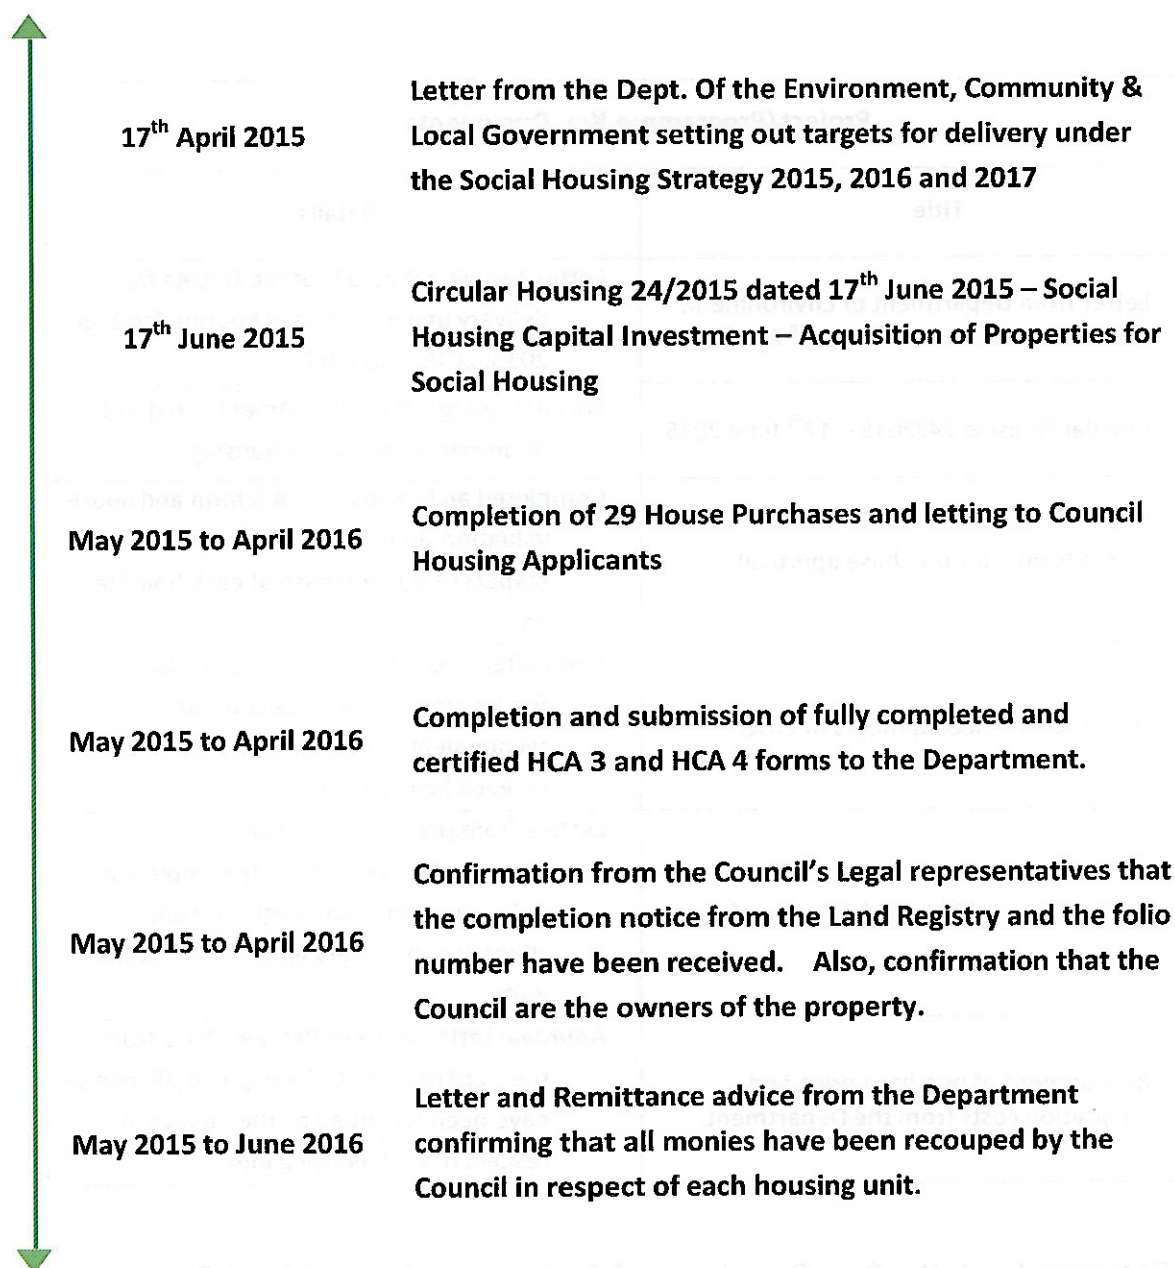 17th April 2015
Letter from the Dept. Of the Environment, Community &
Local Government setting out targets for delivery under
the Social Housing Strategy 2015, 2016 and 2017
17th June 2015
Circular Housing 24/2015 dated 17th June 2015 – Social
Housing Capital Investment – Acquisition of Properties for
Social Housing
May 2015 to April 2016
Completion of 29 House Purchases and letting to Council
Housing Applicants
May 2015 to April 2016
Completion and submission of fully completed and
certified HCA 3 and HCA 4 forms to the Department.
May 2015 to April 2016
Confirmation from the Council's Legal representatives that
the completion notice from the Land Registry and the folio
number have been received. Also, confirmation that the
Council are the owners of the property.
May 2015 to June 2016
Letter and Remittance advice from the Department
confirming that all monies have been recouped by the
Council in respect of each housing unit.